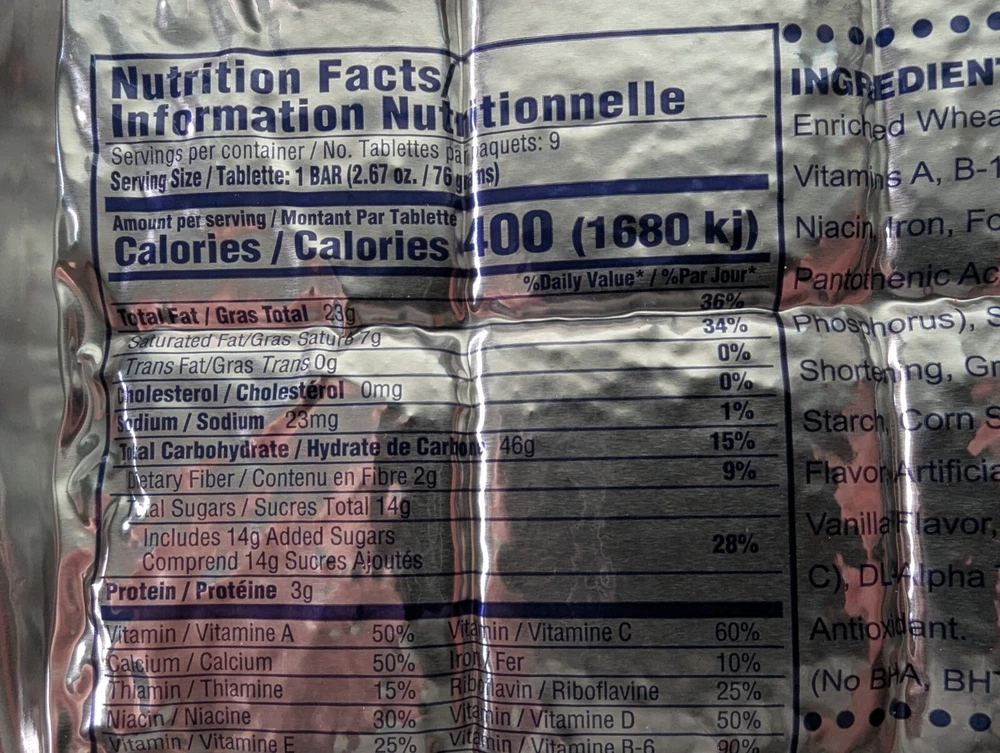 Nutrition Facts/
Information Nutritionnelle
Servings per container / No. Tablettes par paquets: 9
Serving Size / Tablette: 1 BAR (2.67 oz. / 76 grams)
Amount per serving / Montant Par Tablette
Calories / Calories 400 (1680 kj)
%Daily Value* / %Par Jour*
Total Fat / Gras Total 23g 36%
Saturated Fat/Gras Saturb 7g 34%
Trans Fat/Gras Trans 0g 0%
Cholesterol / Cholestérol 0mg 0%
Sodium / Sodium 23mg 1%
Total Carbohydrate / Hydrate de Carbone 46g 15%
Dietary Fiber / Contenu en Fibre 2g 9%
Total Sugars / Sucres Total 14g
Includes 14g Added Sugars
Comprend 14g Sucres Ajoutés 28%
Protein / Protéine 3g
Vitamin / Vitamine A 50% Vitamin / Vitamine C 60%
Calcium / Calcium 50% Iron / Fer 10%
Thiamin / Thiamine 15% Riboflavin / Riboflavine 25%
Niacin / Niacine 30% Vitamin / Vitamine D 50%
Vitamin / Vitamine E 25% Vitamin / Vitamine B-6 90%
INGREDIENT
Enriched Whea
Vitamins A, B-1
Niacin, Iron, Fo
Pantothenic Ac
Phosphorus), S
Shortening, Gr
Starch, Corn S
Flavor, Artificia
Vanilla Flavor,
C), DL-Alpha T
Antioxidant.
(No BHA, BHT